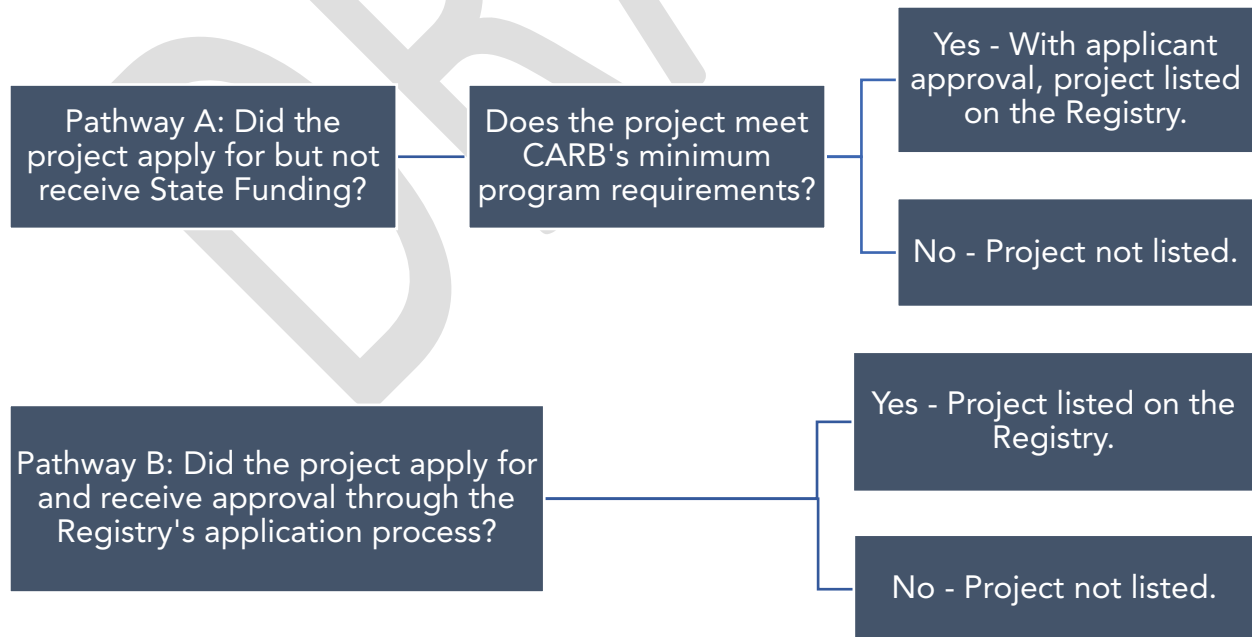 Pathway A: Did the
project apply for but not
receive State Funding?
Does the project meet
CARB's minimum
program requirements?
Yes - With applicant
approval, project listed
on the Registry.
No - Project not listed.
Pathway B: Did the project apply for
and receive approval through the
Registry's application process?
Yes - Project listed on the
Registry.
No - Project not listed.